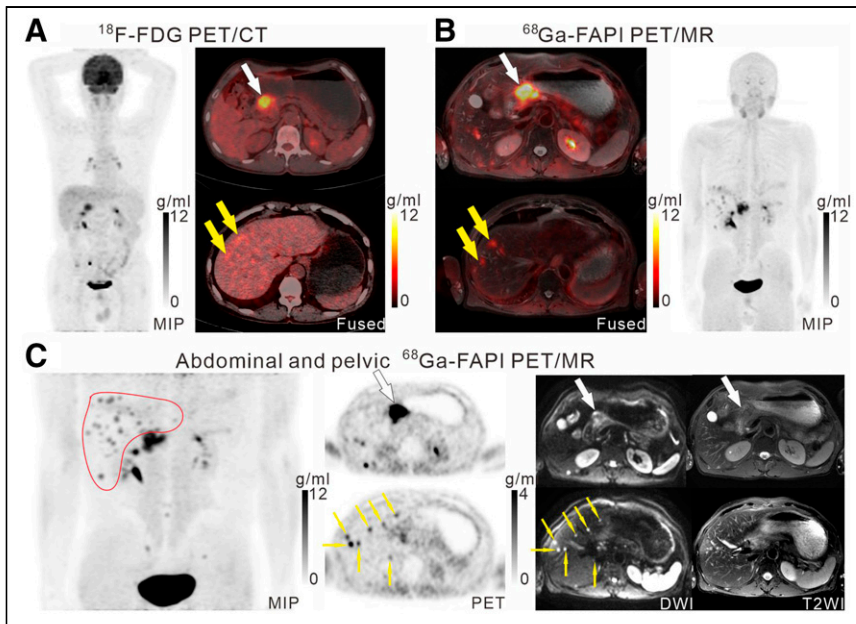 A
¹⁸F-FDG PET/CT
g/ml
12
0
MIP
g/ml
12
0
Fused
B
⁶⁸Ga-FAPI PET/MR
g/ml
12
0
Fused
g/ml
12
0
MIP
C
Abdominal and pelvic ⁶⁸Ga-FAPI PET/MR
g/ml
12
0
MIP
g/ml
4
0
PET
DWI
T2WI